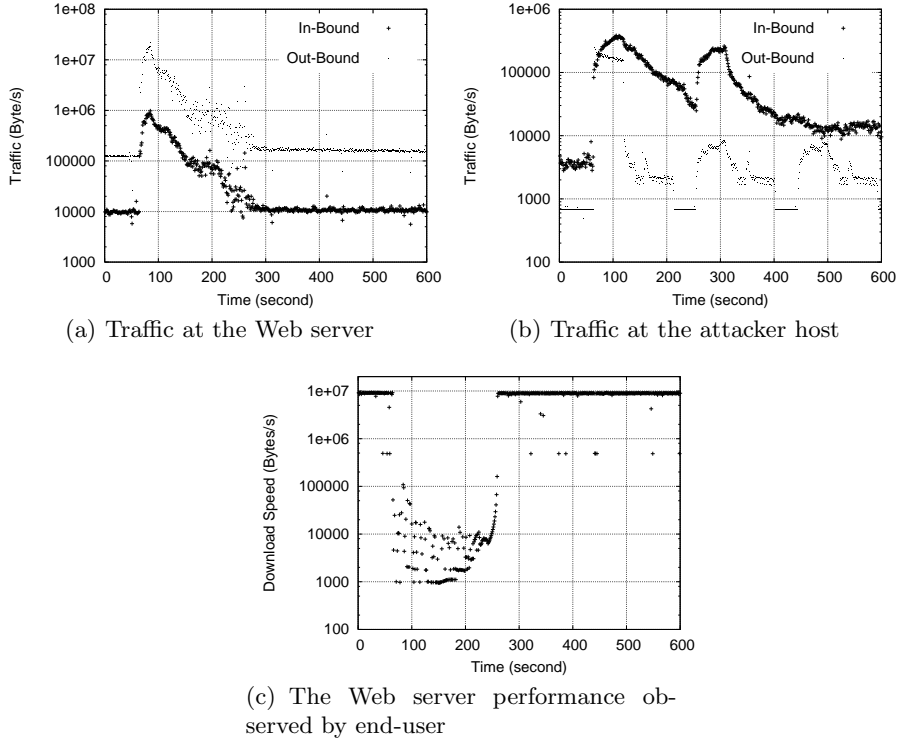 1e+08
1e+07
1e+06
100000
10000
1000
Traffic (Byte/s)
In-Bound
Out-Bound
0 100 200 300 400 500 600
Time (second)
(a) Traffic at the Web server
1e+06
100000
10000
1000
100
Traffic (Byte/s)
In-Bound
Out-Bound
0 100 200 300 400 500 600
Time (second)
(b) Traffic at the attacker host
1e+07
1e+06
100000
10000
1000
100
Download Speed (Bytes/s)
0 100 200 300 400 500 600
Time (second)
(c) The Web server performance ob-
served by end-user